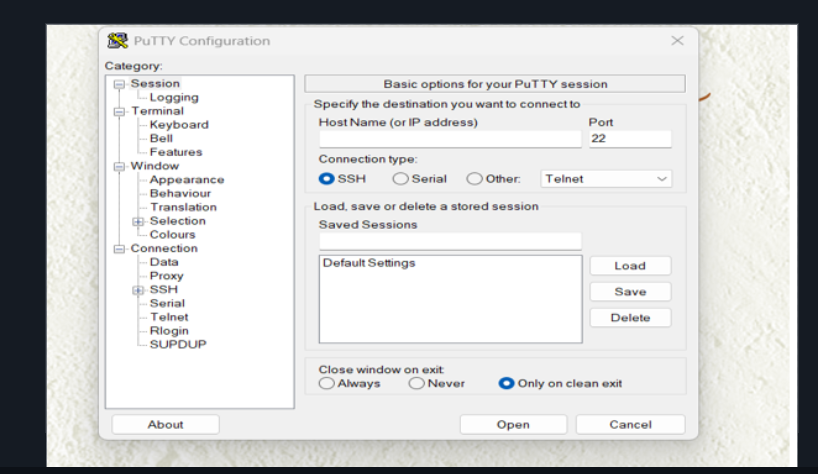 PuTTY Configuration
Category:
Session
Logging
Terminal
Keyboard
Bell
Features
Window
Appearance
Behaviour
Translation
Selection
Colours
Connection
Data
Proxy
SSH
Serial
Telnet
Rlogin
SUPDUP
Basic options for your PuTTY session
Specify the destination you want to connect to
Host Name (or IP address) Port
22
Connection type:
SSH Serial Other: Telnet
Load, save or delete a stored session
Saved Sessions
Default Settings
Load
Save
Delete
Close window on exit:
Always Never Only on clean exit
About Open Cancel